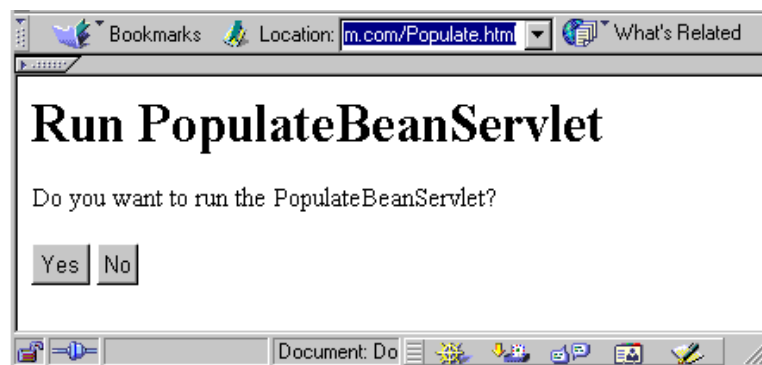 Bookmarks Location: m.com/Populate.html What's Related
Run PopulateBeanServlet
Do you want to run the PopulateBeanServlet?
Yes No
Document: Do